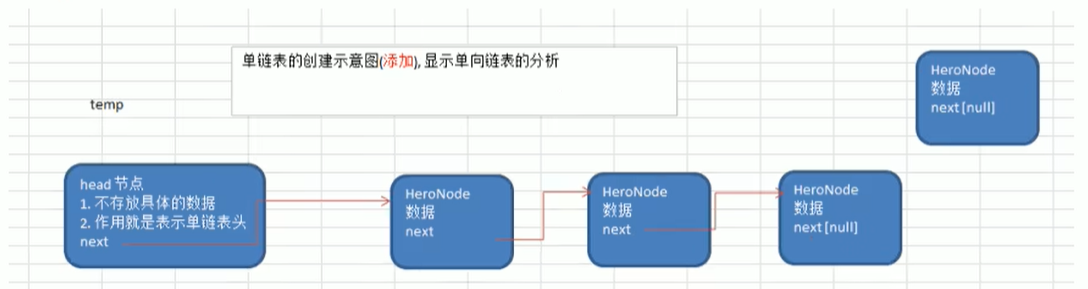 单链表的创建示意图(添加), 显示单向链表的分析
temp
HeroNode
数据
next [null]
head 节点
1. 不存放具体的数据
2. 作用就是表示单链表头
next
HeroNode
数据
next
HeroNode
数据
next
HeroNode
数据
next [null]